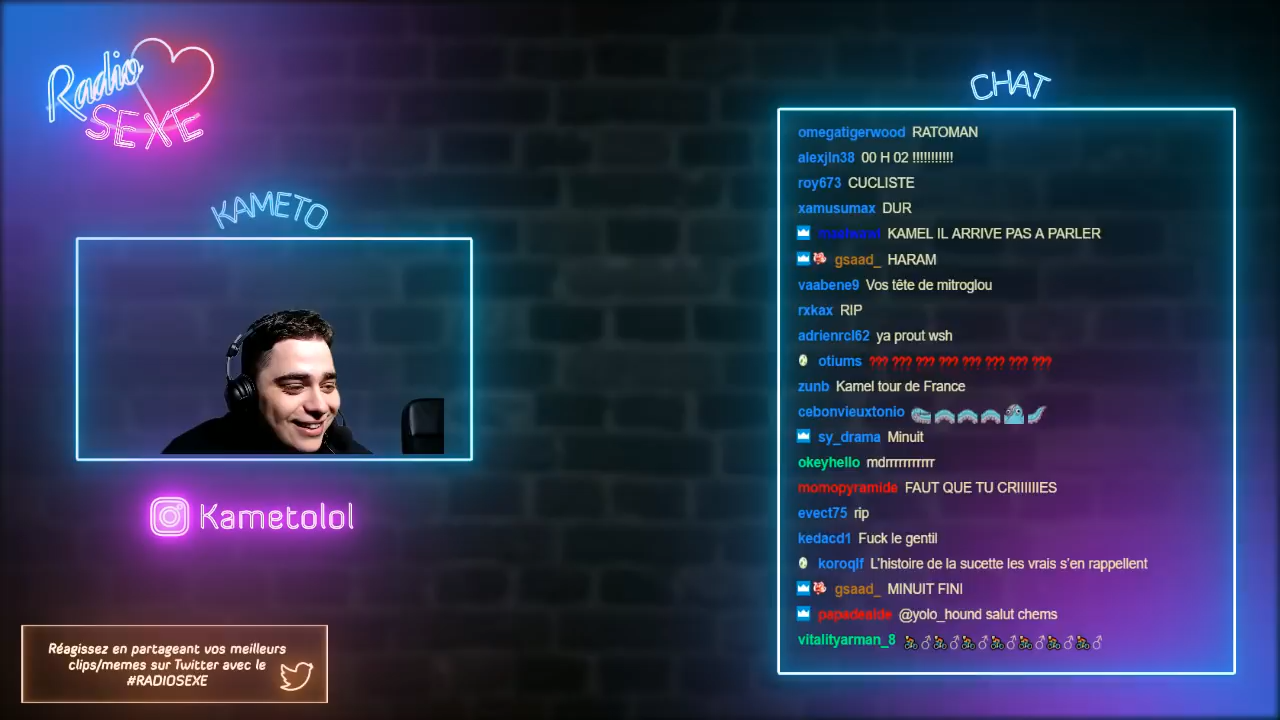 Radio
SEXE
KAMETO
Kametolol
Réagissez en partageant vos meilleurs
clips/memes sur Twitter avec le
#RADIOSEXE
CHAT
omegatigerwood RATOMAN
alexjln38 00 H 02 !!!!!!!!!!!
roy673 CUCLISTE
xamusumax DUR
KAMEL IL ARRIVE PAS A PARLER
gsaad_ HARAM
vaabene9 Vos tête de mitroglou
rxkax RIP
adrienrcl62 ya prout wsh
otiums ??? ??? ??? ??? ??? ??? ??? ???
zunb Kamel tour de France
cebonvieuxtonio
sy_drama Minuit
okeyhello mdrrrrrrrrrrr
momopyramide FAUT QUE TU CRIIIIIIES
evect75 rip
kedacd1 Fuck le gentil
koroqlf L'histoire de la sucette les vrais s'en rappellent
gsaad_ MINUIT FINI
papadealde @yolo_hound salut chems
vitalityarman_8